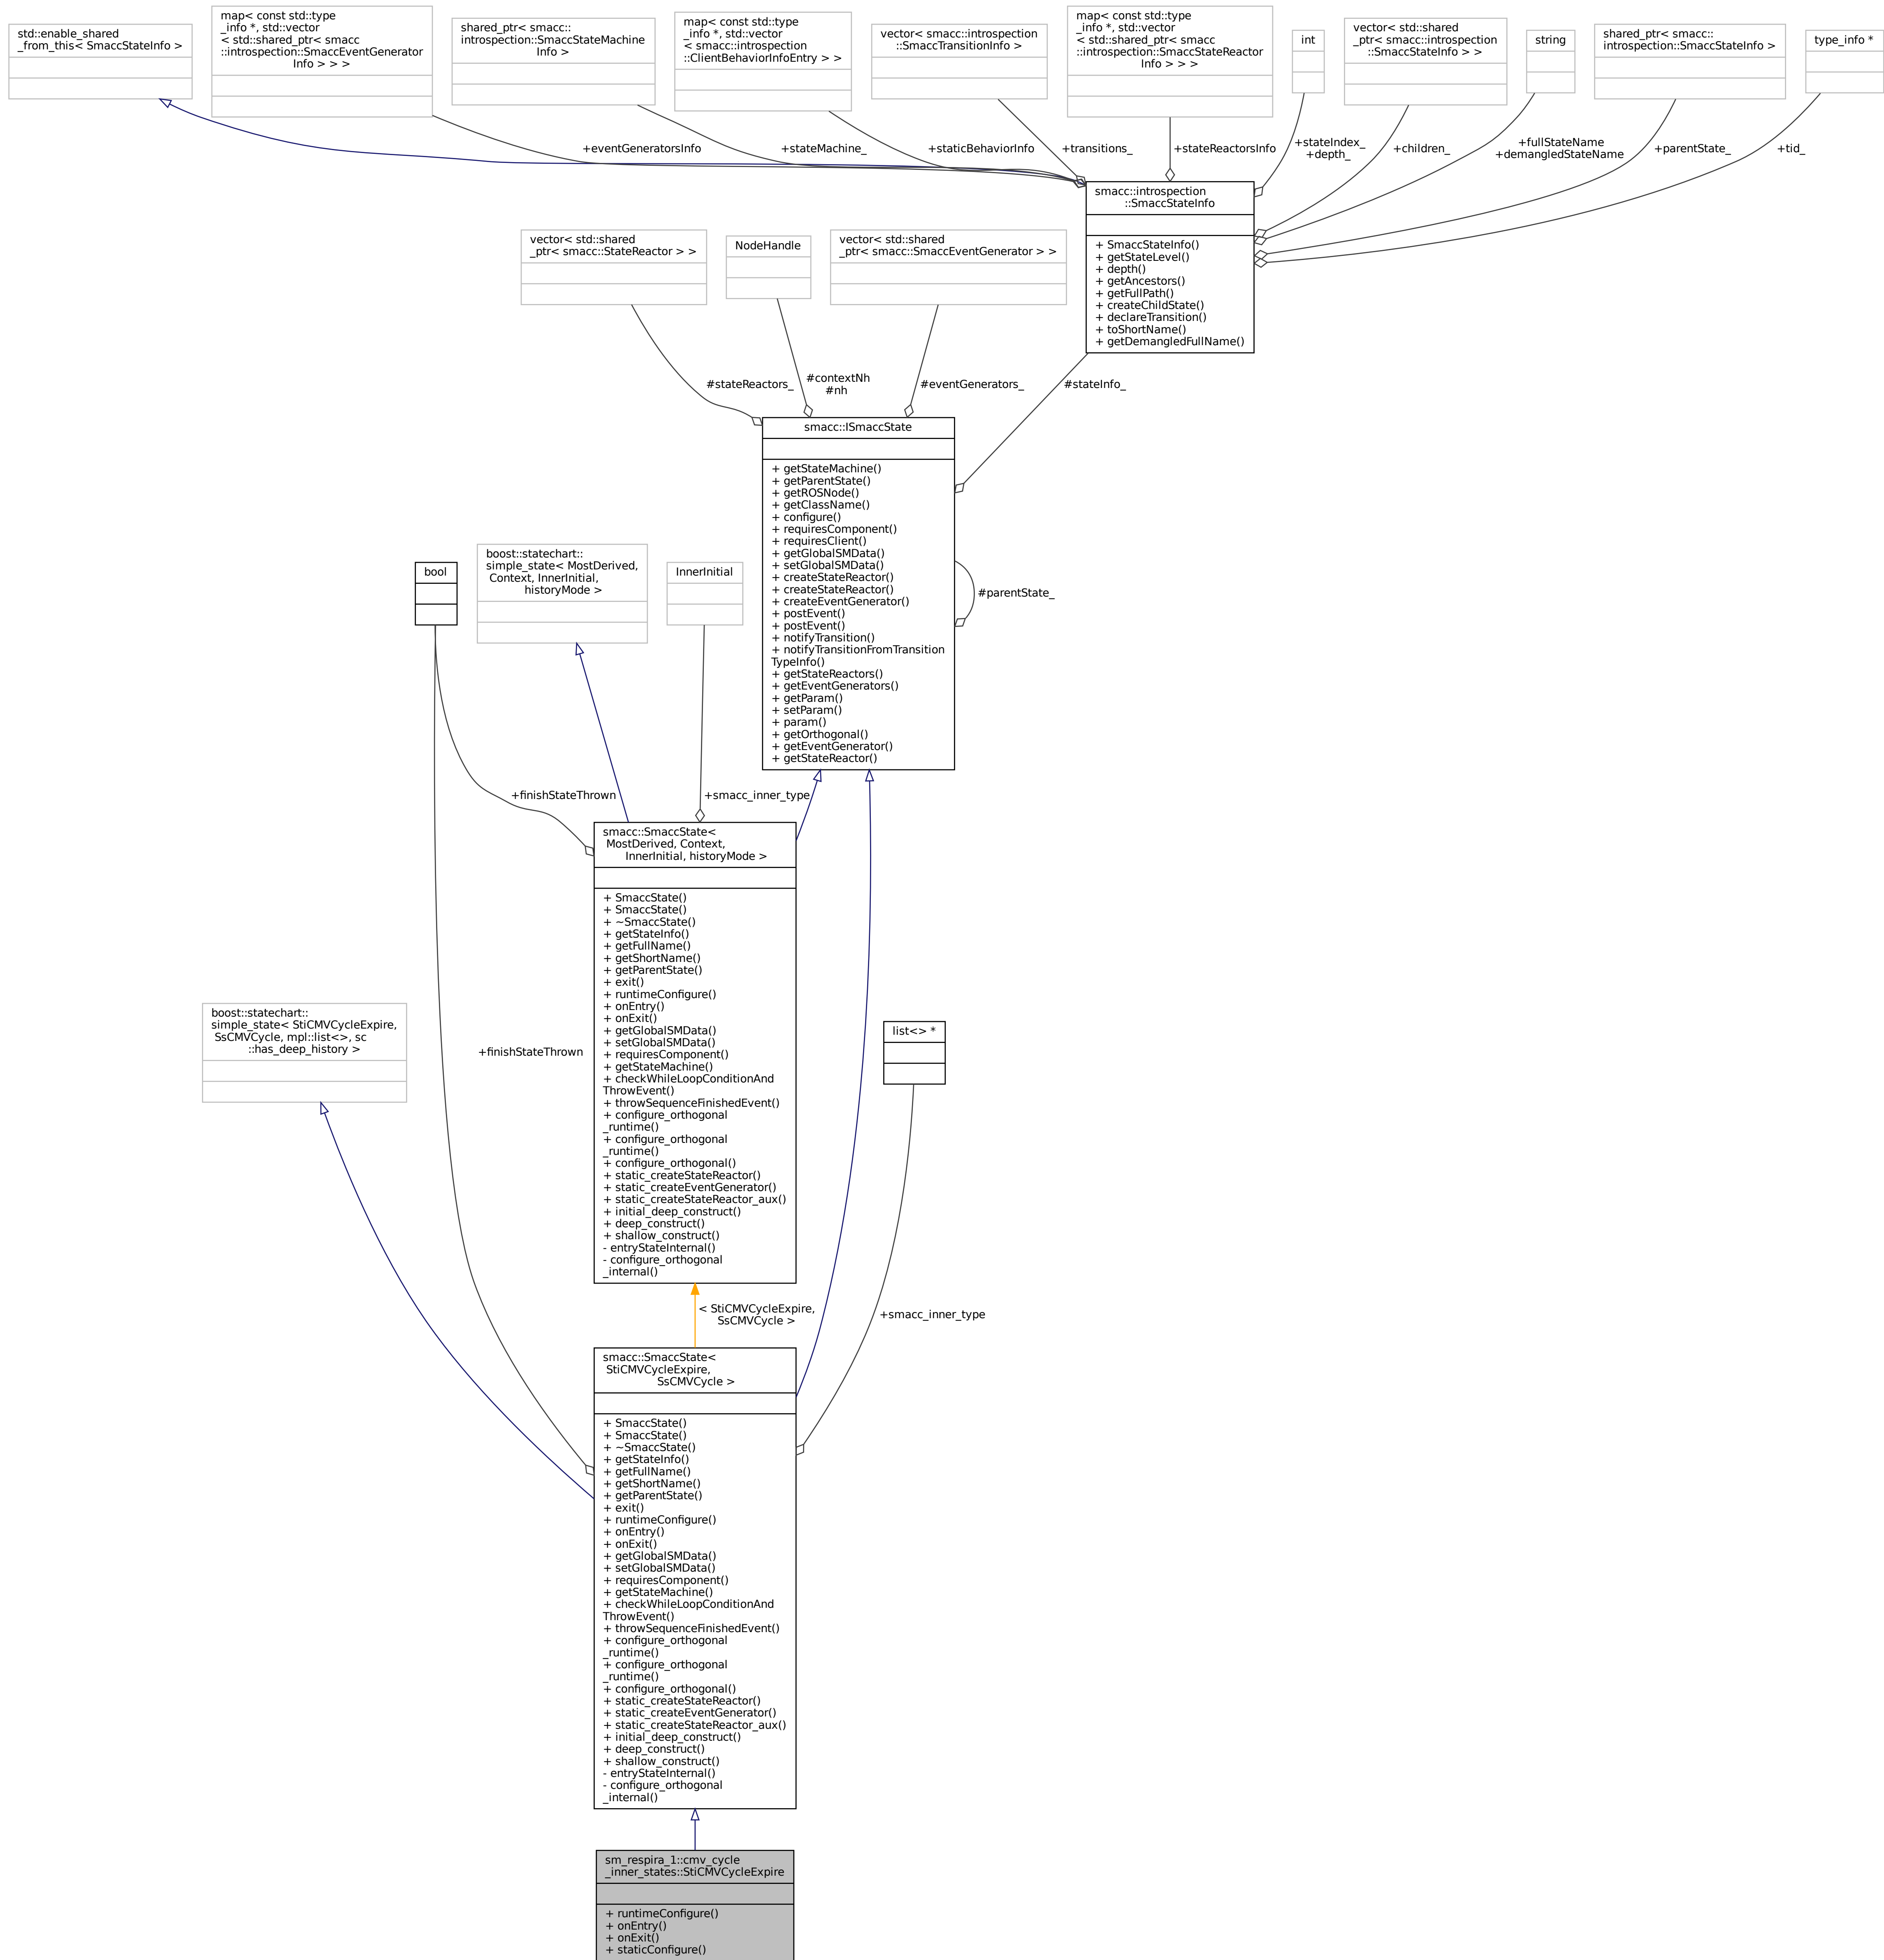 std::enable_shared
_from_this< SmaccStateInfo >
map< const std::type
_info *, std::vector
< std::shared_ptr< smacc
::introspection::SmaccEventGenerator
Info > > >
shared_ptr< smacc::
introspection::SmaccStateMachine
Info >
map< const std::type
_info *, std::vector
< smacc::introspection
::ClientBehaviorInfoEntry > >
vector< smacc::introspection
::SmaccTransitionInfo >
map< const std::type
_info *, std::vector
< std::shared_ptr< smacc
::introspection::SmaccStateReactor
Info > > >
int
vector< std::shared
_ptr< smacc::introspection
::SmaccStateInfo > >
string
shared_ptr< smacc::
introspection::SmaccStateInfo >
type_info *
+eventGeneratorsInfo
+stateMachine_
+staticBehaviorInfo
+transitions_
+stateReactorsInfo
+stateIndex_
+depth_
+children_
+fullStateName
+demangledStateName
+parentState_
+tid_
smacc::introspection
::SmaccStateInfo
+ SmaccStateInfo()
+ getStateLevel()
+ depth()
+ getAncestors()
+ getFullPath()
+ createChildState()
+ declareTransition()
+ toShortName()
+ getDemangledFullName()
vector< std::shared
_ptr< smacc::StateReactor > >
NodeHandle
vector< std::shared
_ptr< smacc::SmaccEventGenerator > >
#stateReactors_
#contextNh
#nh
#eventGenerators_
#stateInfo_
smacc::ISmaccState
+ getStateMachine()
+ getParentState()
+ getROSNode()
+ getClassName()
+ configure()
+ requiresComponent()
+ requiresClient()
+ getGlobalSMData()
+ setGlobalSMData()
+ createStateReactor()
+ createStateReactor()
+ createEventGenerator()
+ postEvent()
+ postEvent()
+ notifyTransition()
+ notifyTransitionFromTransition
TypeInfo()
+ getStateReactors()
+ getEventGenerators()
+ getParam()
+ setParam()
+ param()
+ getOrthogonal()
+ getEventGenerator()
+ getStateReactor()
#parentState_
bool
boost::statechart::
simple_state< MostDerived,
Context, InnerInitial,
historyMode >
InnerInitial
+finishStateThrown
+smacc_inner_type
smacc::SmaccState<
MostDerived, Context,
InnerInitial, historyMode >
+ SmaccState()
+ SmaccState()
+ ~SmaccState()
+ getStateInfo()
+ getFullName()
+ getShortName()
+ getParentState()
+ exit()
+ runtimeConfigure()
+ onEntry()
+ onExit()
+ getGlobalSMData()
+ setGlobalSMData()
+ requiresComponent()
+ getStateMachine()
+ checkWhileLoopConditionAnd
ThrowEvent()
+ throwSequenceFinishedEvent()
+ configure_orthogonal
_runtime()
+ configure_orthogonal
_runtime()
+ configure_orthogonal()
+ static_createStateReactor()
+ static_createEventGenerator()
+ static_createStateReactor_aux()
+ initial_deep_construct()
+ deep_construct()
+ shallow_construct()
- entryStateInternal()
- configure_orthogonal
_internal()
boost::statechart::
simple_state< StiCMVCycleExpire,
SsCMVCycle, mpl::list<>, sc
::has_deep_history >
+finishStateThrown
list<> *
< StiCMVCycleExpire,
SsCMVCycle >
+smacc_inner_type
smacc::SmaccState<
StiCMVCycleExpire,
SsCMVCycle >
+ SmaccState()
+ SmaccState()
+ ~SmaccState()
+ getStateInfo()
+ getFullName()
+ getShortName()
+ getParentState()
+ exit()
+ runtimeConfigure()
+ onEntry()
+ onExit()
+ getGlobalSMData()
+ setGlobalSMData()
+ requiresComponent()
+ getStateMachine()
+ checkWhileLoopConditionAnd
ThrowEvent()
+ throwSequenceFinishedEvent()
+ configure_orthogonal
_runtime()
+ configure_orthogonal
_runtime()
+ configure_orthogonal()
+ static_createStateReactor()
+ static_createEventGenerator()
+ static_createStateReactor_aux()
+ initial_deep_construct()
+ deep_construct()
+ shallow_construct()
- entryStateInternal()
- configure_orthogonal
_internal()
sm_respira_1::cmv_cycle
_inner_states::StiCMVCycleExpire
+ runtimeConfigure()
+ onEntry()
+ onExit()
+ staticConfigure()